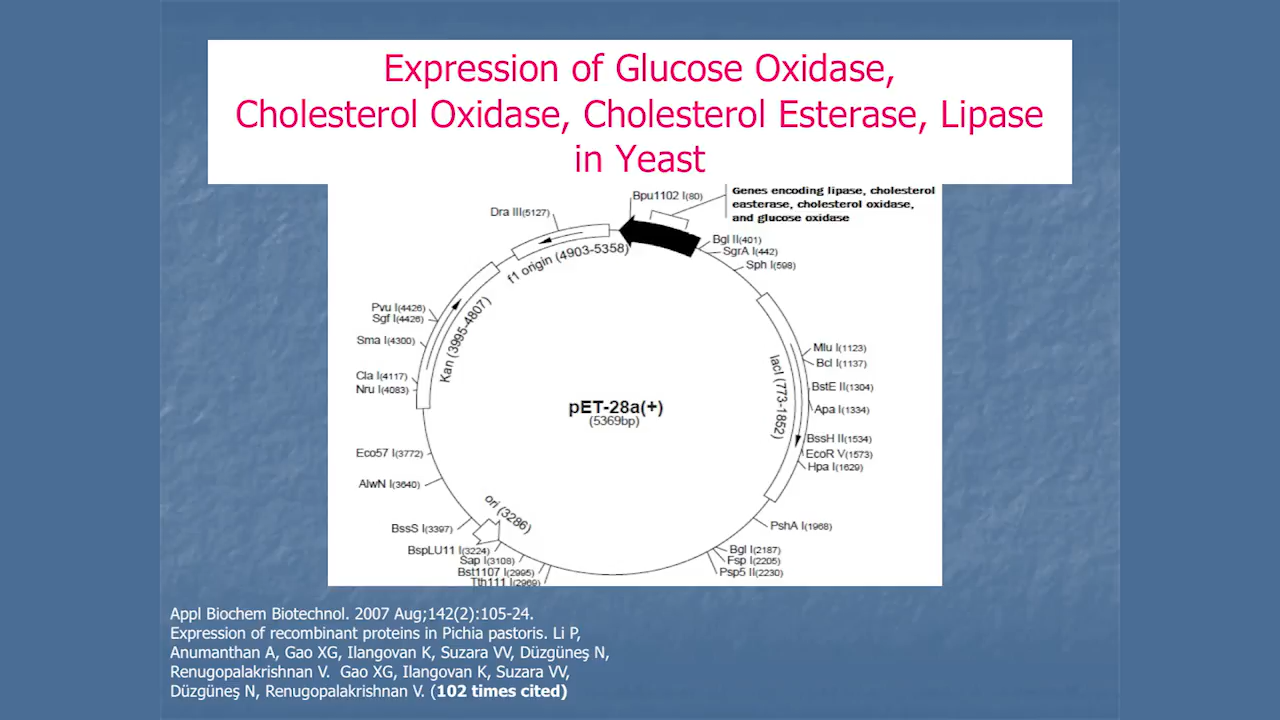 Expression of Glucose Oxidase,
Cholesterol Oxidase, Cholesterol Esterase, Lipase
in Yeast
Genes encoding lipase, cholesterol
easterase, cholesterol oxidase,
and glucose oxidase
Bpu1102 I(80)
Dra III(5127)
Bgl II(401)
SgrA I(442)
Sph I(598)
f1 origin (4903-5358)
Pvu I(4426)
Sgf I(4426)
Sma I(4300)
Kan (3995-4807)
Cla I(4117)
Nru I(4083)
Mlu I(1123)
Bcl I(1137)
BstE II(1304)
Apa I(1334)
lacI (773-1852)
BssH II(1534)
EcoR V(1573)
Hpa I(1629)
pET-28a(+)
(5369bp)
Eco57 I(3772)
AlwN I(3640)
ori (3286)
BssS I(3397)
BspLU11 I(3224)
Sap I(3108)
Bst1107 I(2995)
Tth111 I(2969)
PshA I(1968)
Bgl I(2187)
Fsp I(2205)
Psp5 II(2230)
Appl Biochem Biotechnol. 2007 Aug;142(2):105-24.
Expression of recombinant proteins in Pichia pastoris. Li P,
Anumanthan A, Gao XG, Ilangovan K, Suzara VV, Düzgüneş N,
Renugopalakrishnan V.  Gao XG, Ilangovan K, Suzara VV,
Düzgüneş N, Renugopalakrishnan V. (102 times cited)